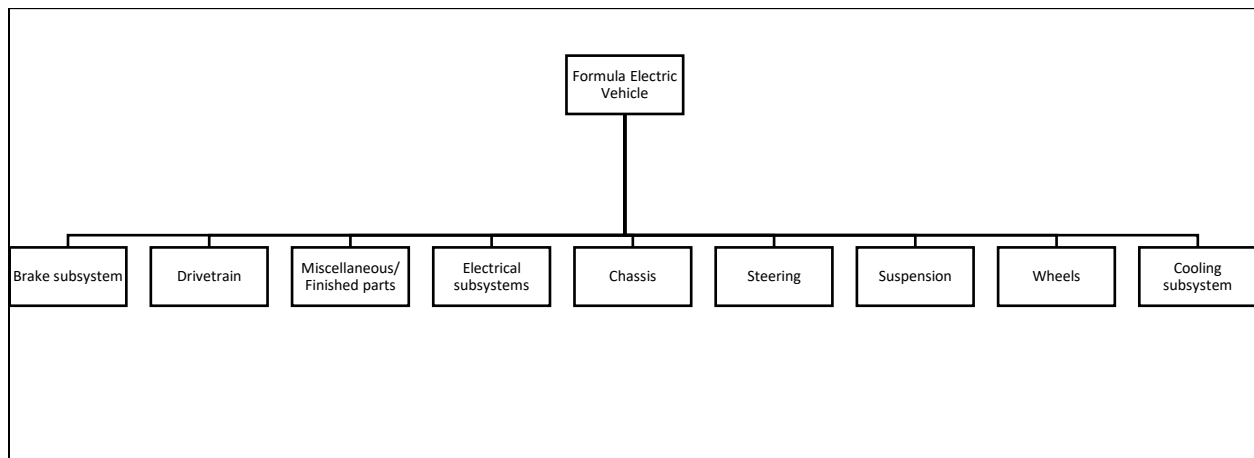 Formula Electric
Vehicle
Brake subsystem
Drivetrain
Miscellaneous/
Finished parts
Electrical
subsystems
Chassis
Steering
Suspension
Wheels
Cooling
subsystem